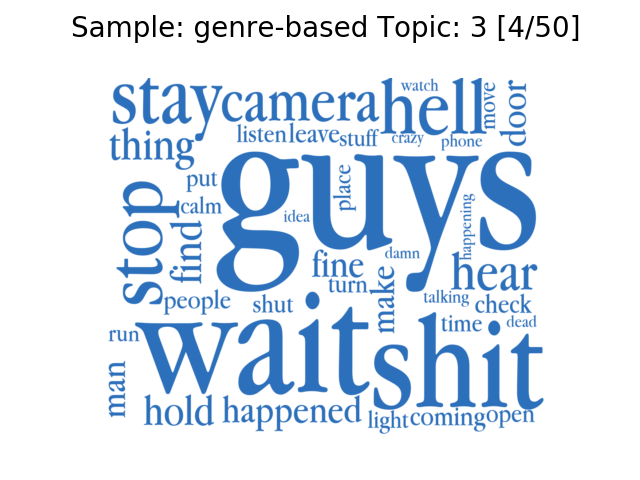 Sample: genre-based Topic: 3 [4/50]
stay camera hell watch move door
thing listen leave stuff crazy phone
guys
put place
calm idea happening
stop find damn
fine hear
turn make
people shut talking check
run wait shit time dead
man
hold happened light coming open